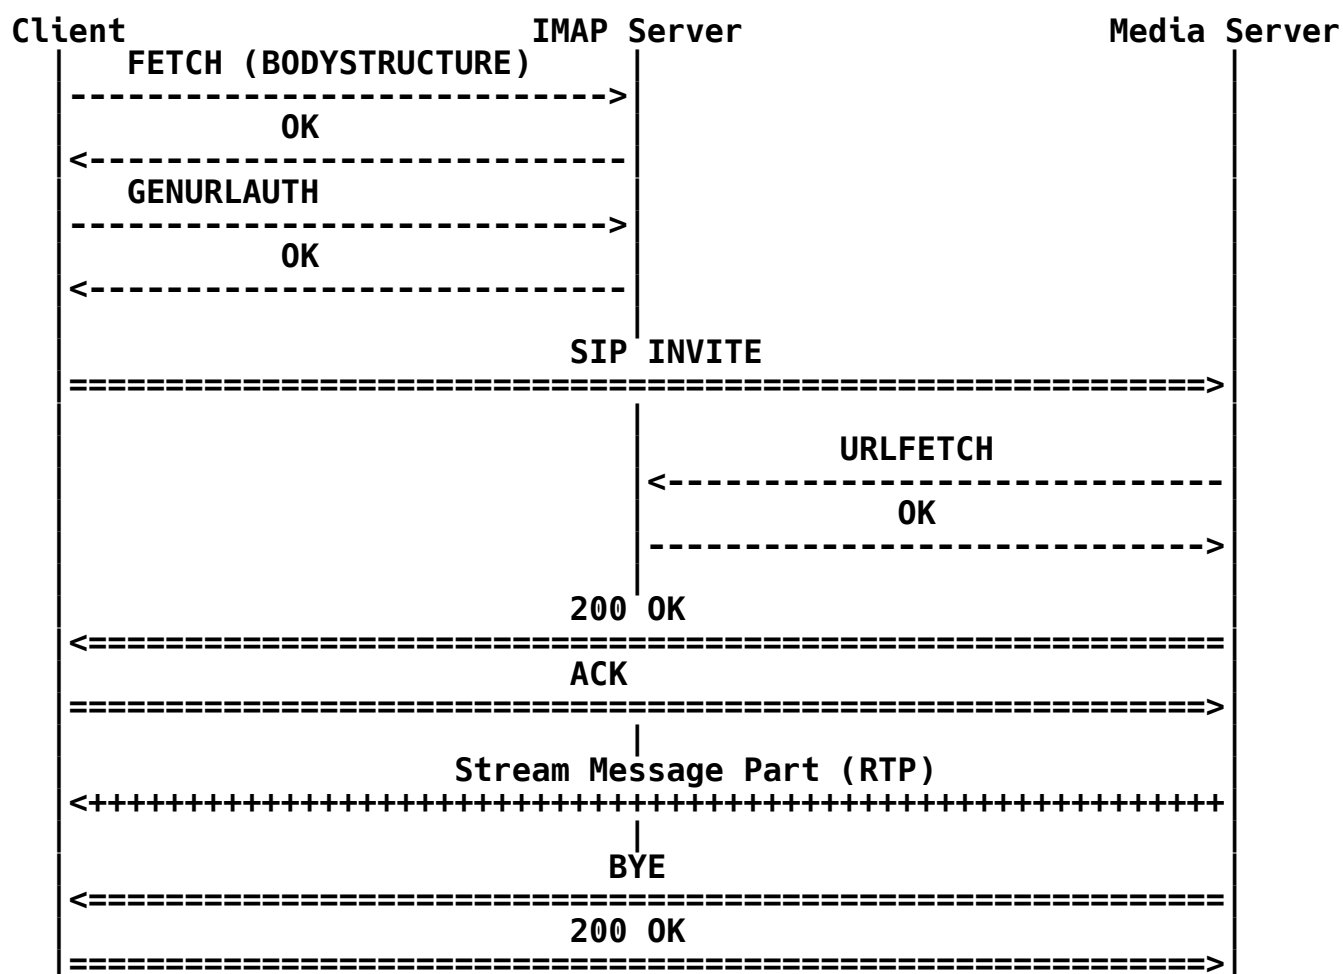 Client IMAP Server Media Server
FETCH (BODYSTRUCTURE)
--------------------------->
OK
<---------------------------
GENURLAUTH
--------------------------->
OK
<---------------------------
SIP INVITE
==========================================================>
URLFETCH
<----------------------------
OK
---------------------------->
200 OK
<==========================================================
ACK
==========================================================>
Stream Message Part (RTP)
<++++++++++++++++++++++++++++++++++++++++++++++++++++++++++
BYE
<==========================================================
200 OK
==========================================================>